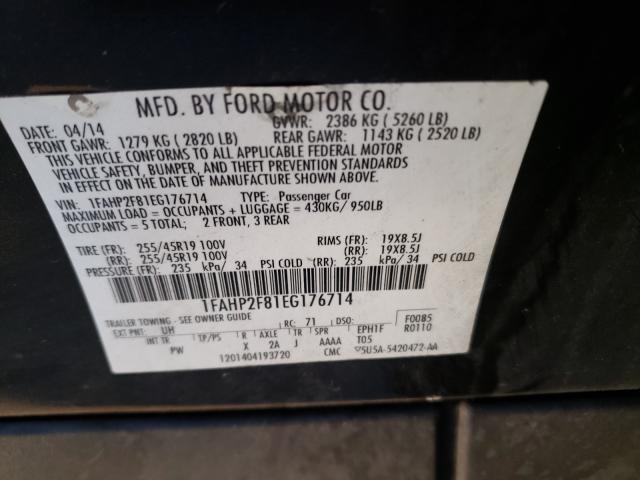 MFD. BY FORD MOTOR CO.
DATE: 04/14 GVWR: 2386 KG ( 5260 LB)
FRONT GAWR: 1279 KG ( 2820 LB) REAR GAWR: 1143 KG ( 2520 LB)
THIS VEHICLE CONFORMS TO ALL APPLICABLE FEDERAL MOTOR
VEHICLE SAFETY, BUMPER, AND THEFT PREVENTION STANDARDS
IN EFFECT ON THE DATE OF MANUFACTURE SHOWN ABOVE.
VIN: 1FAHP2F81EG176714 TYPE: Passenger Car
MAXIMUM LOAD = OCCUPANTS + LUGGAGE = 430KG/ 950LB
OCCUPANTS = 5 TOTAL; 2 FRONT, 3 REAR
TIRE (FR): 255/45R19 100V RIMS (FR): 19X8.5J
(RR): 255/45R19 100V (RR): 19X8.5J
PRESSURE (FR): 235 kPa/ 34 PSI COLD (RR): 235 kPa/ 34 PSI COLD
1FAHP2F81EG176714
TRAILER TOWING - SEE OWNER GUIDE
EXT PNT: UH RC: 71 DSO: F0085
INT TR TP/PS R AXLE TR SPR EPH1F R0110
PW X 2A J AAAA T05
1201404193720 CMC 5U5A-5420472-AA